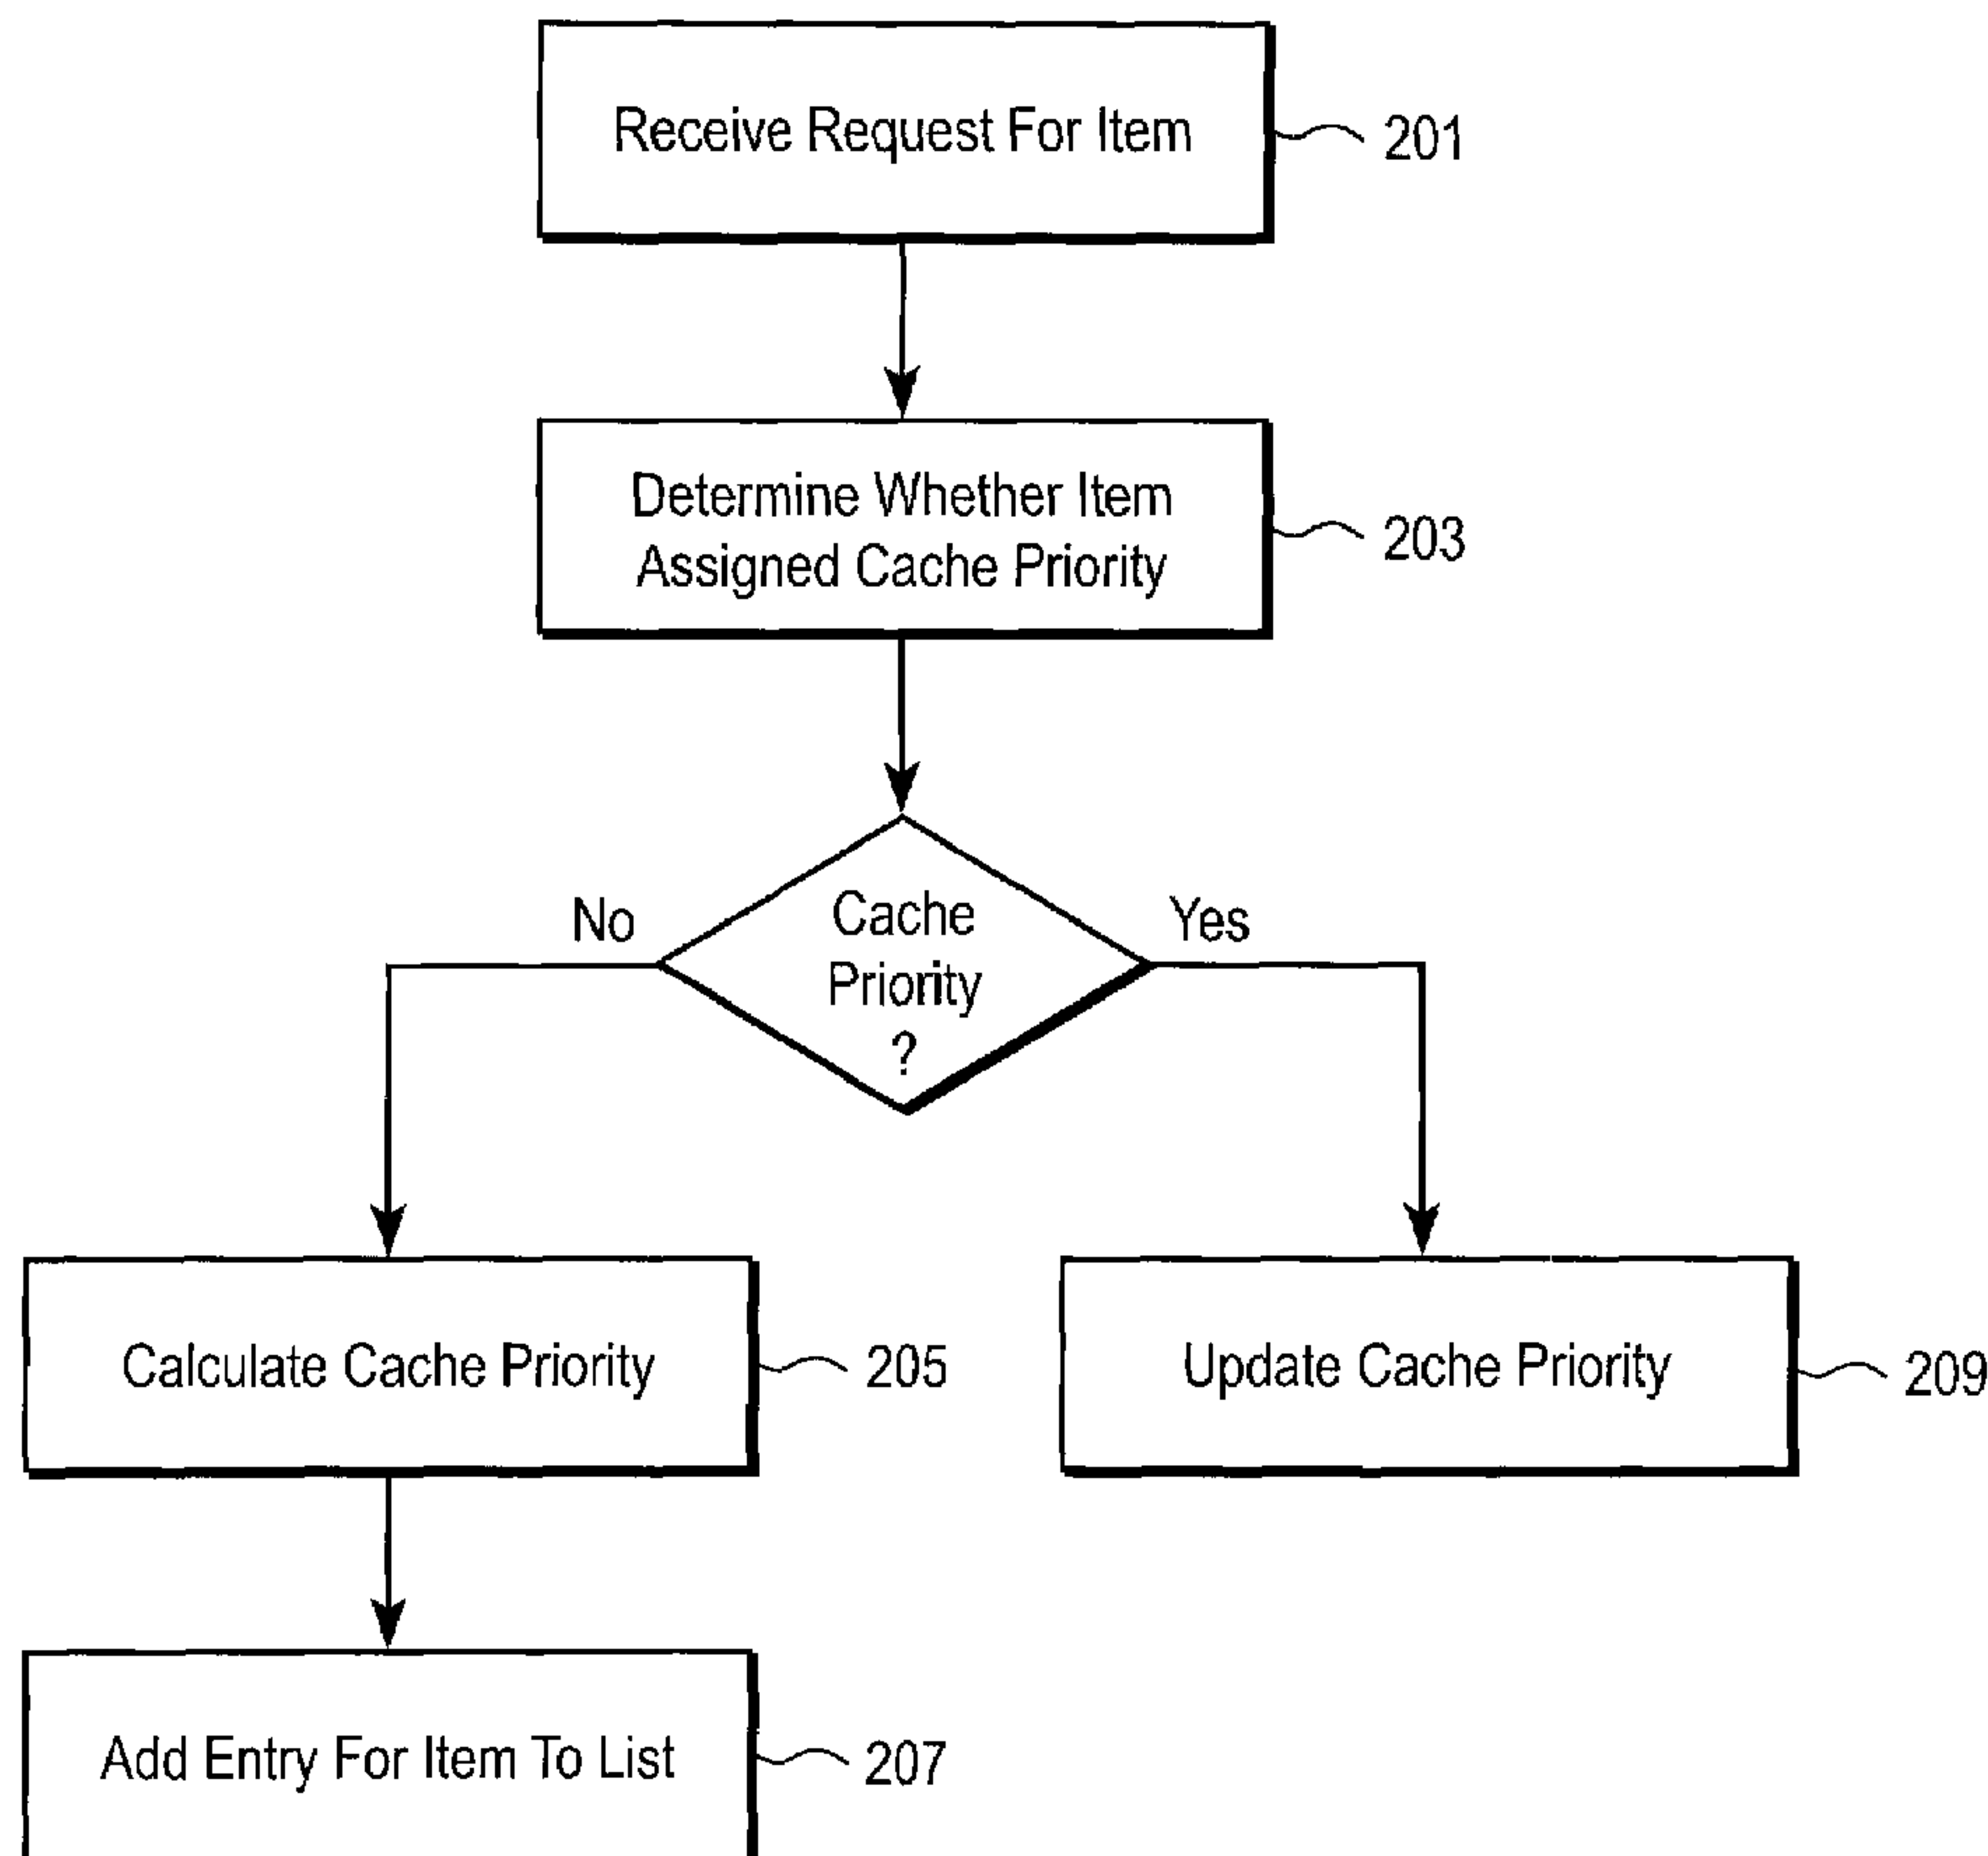 Receive Request For Item
201
Determine Whether Item
Assigned Cache Priority
203
No
Cache
Priority
?
Yes
Calculate Cache Priority
205
Update Cache Priority
209
Add Entry For Item To List
207